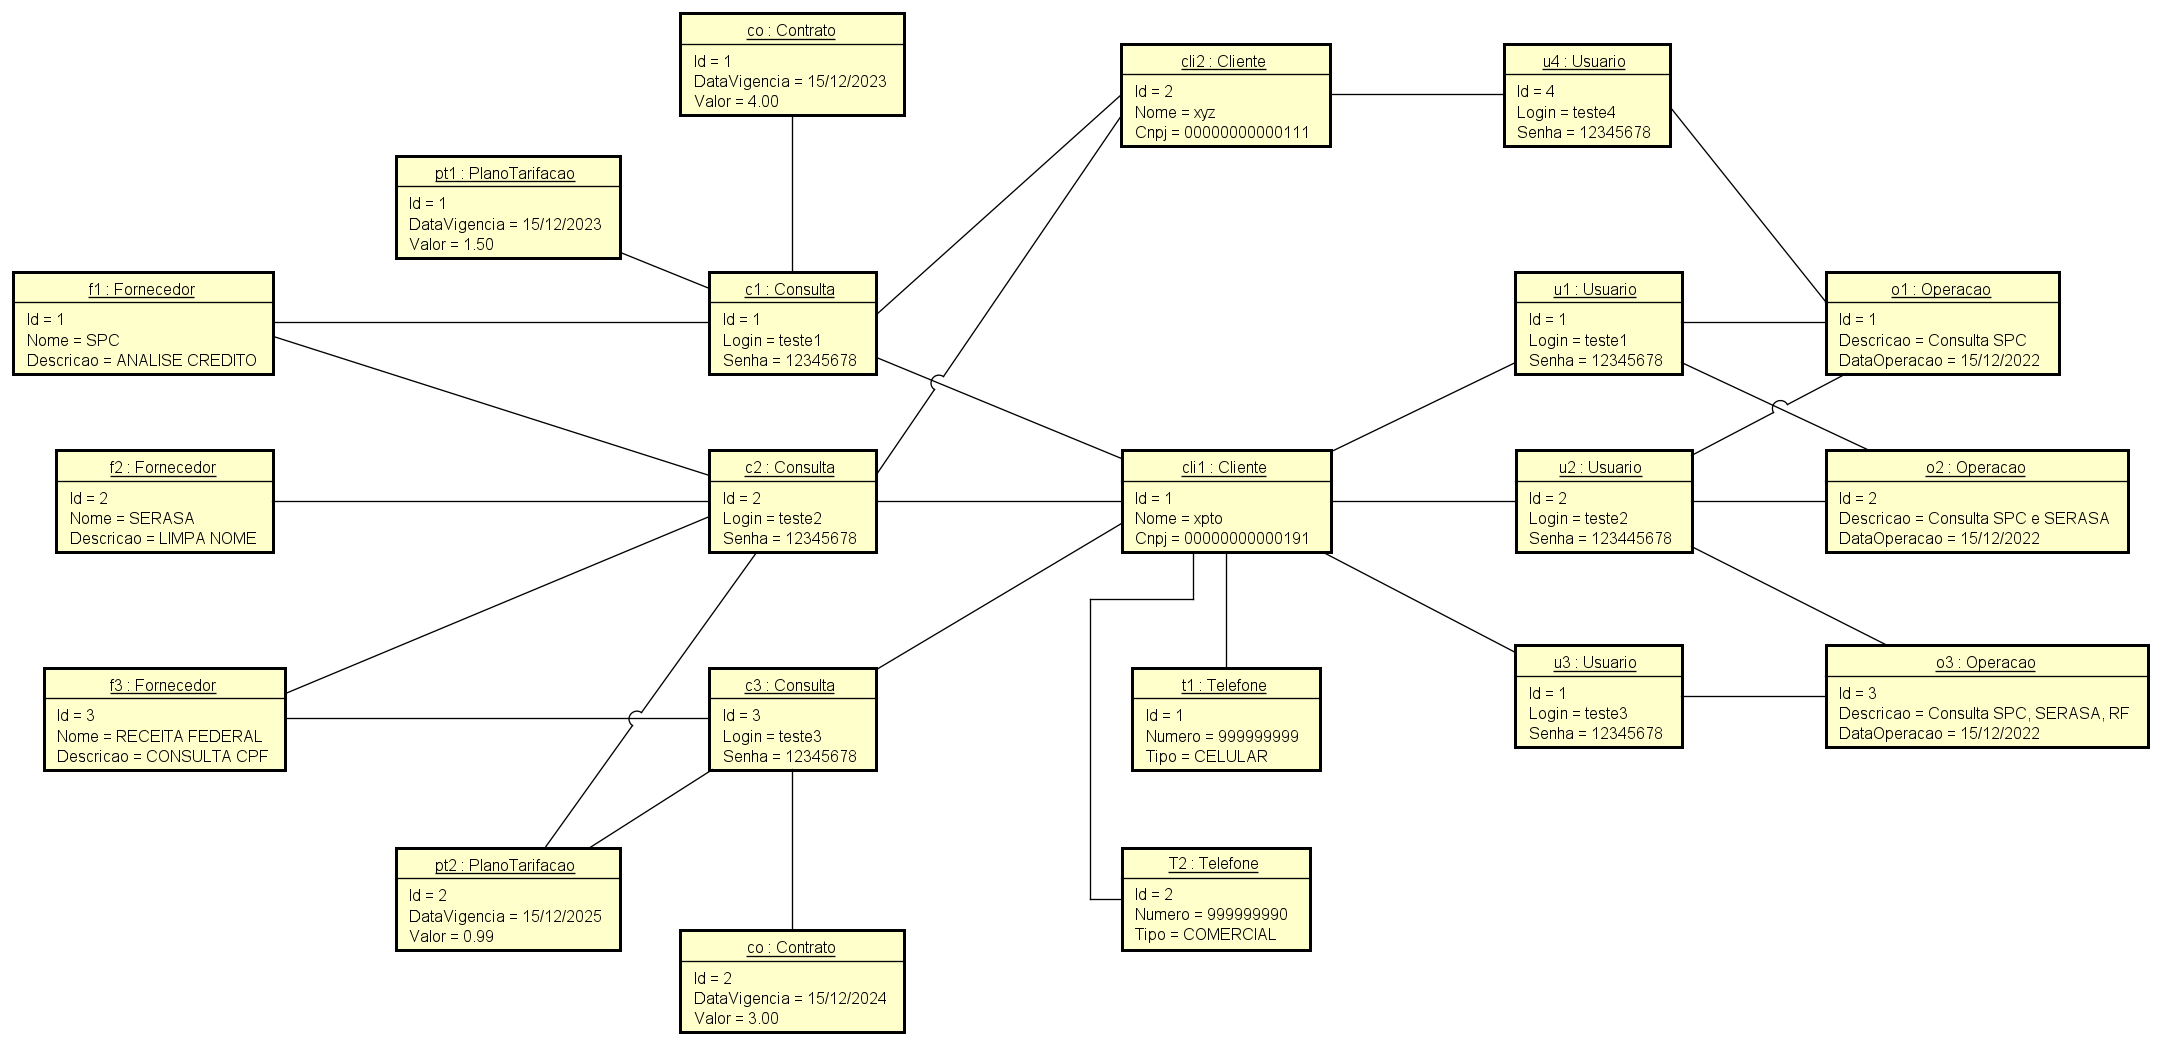 co : Contrato
Id = 1
DataVigencia = 15/12/2023
Valor = 4.00
cli2 : Cliente
Id = 2
Nome = xyz
Cnpj = 00000000000111
u4 : Usuario
Id = 4
Login = teste4
Senha = 12345678
pt1 : PlanoTarifacao
Id = 1
DataVigencia = 15/12/2023
Valor = 1.50
f1 : Fornecedor
Id = 1
Nome = SPC
Descricao = ANALISE CREDITO
c1 : Consulta
Id = 1
Login = teste1
Senha = 12345678
u1 : Usuario
Id = 1
Login = teste1
Senha = 12345678
o1 : Operacao
Id = 1
Descricao = Consulta SPC
DataOperacao = 15/12/2022
f2 : Fornecedor
Id = 2
Nome = SERASA
Descricao = LIMPA NOME
c2 : Consulta
Id = 2
Login = teste2
Senha = 12345678
cli1 : Cliente
Id = 1
Nome = xpto
Cnpj = 00000000000191
u2 : Usuario
Id = 2
Login = teste2
Senha = 123445678
o2 : Operacao
Id = 2
Descricao = Consulta SPC e SERASA
DataOperacao = 15/12/2022
f3 : Fornecedor
Id = 3
Nome = RECEITA FEDERAL
Descricao = CONSULTA CPF
c3 : Consulta
Id = 3
Login = teste3
Senha = 12345678
t1 : Telefone
Id = 1
Numero = 999999999
Tipo = CELULAR
u3 : Usuario
Id = 1
Login = teste3
Senha = 12345678
o3 : Operacao
Id = 3
Descricao = Consulta SPC, SERASA, RF
DataOperacao = 15/12/2022
pt2 : PlanoTarifacao
Id = 2
DataVigencia = 15/12/2025
Valor = 0.99
T2 : Telefone
Id = 2
Numero = 999999990
Tipo = COMERCIAL
co : Contrato
Id = 2
DataVigencia = 15/12/2024
Valor = 3.00